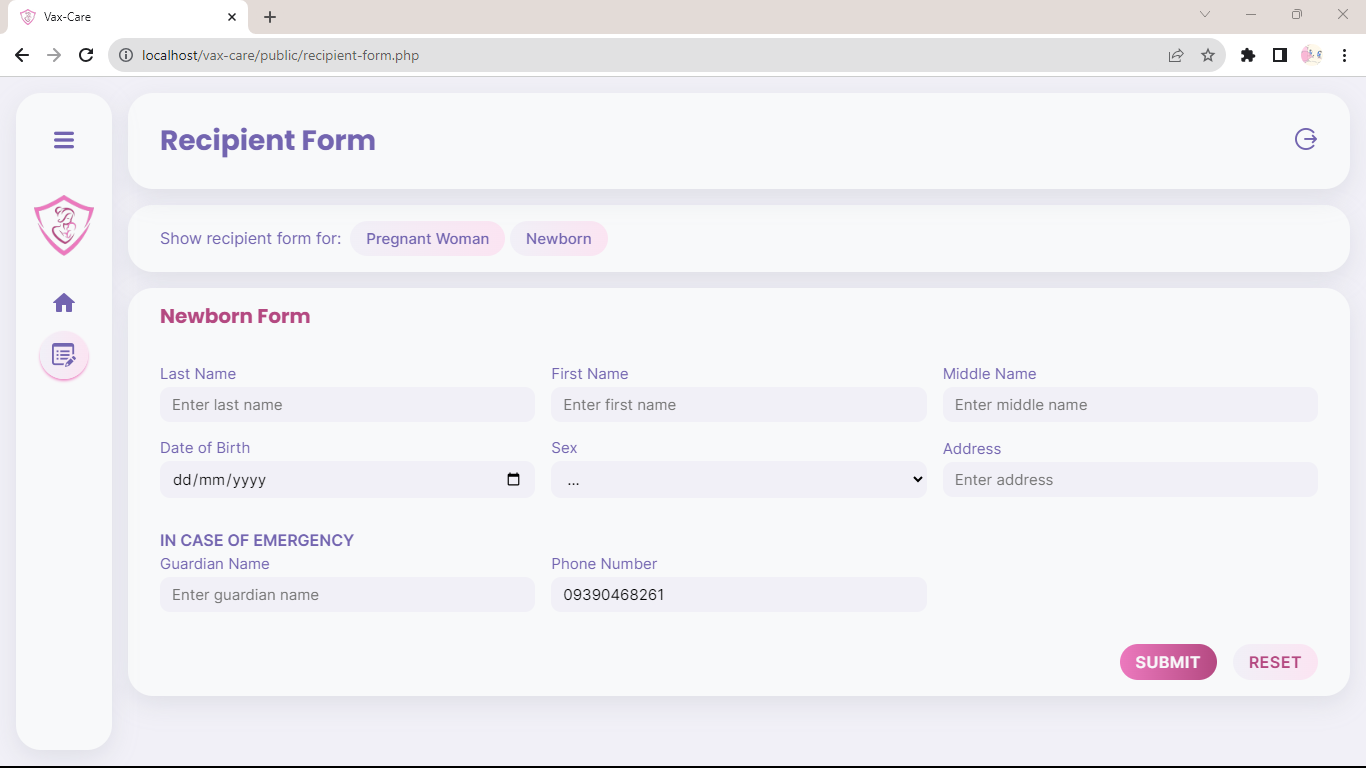 Vax-Care
localhost/vax-care/public/recipient-form.php
Recipient Form
Show recipient form for: Pregnant Woman Newborn
Newborn Form
Last Name First Name Middle Name
Enter last name Enter first name Enter middle name
Date of Birth Sex Address
dd/mm/yyyy ... Enter address
IN CASE OF EMERGENCY
Guardian Name Phone Number
Enter guardian name 09390468261
SUBMIT RESET